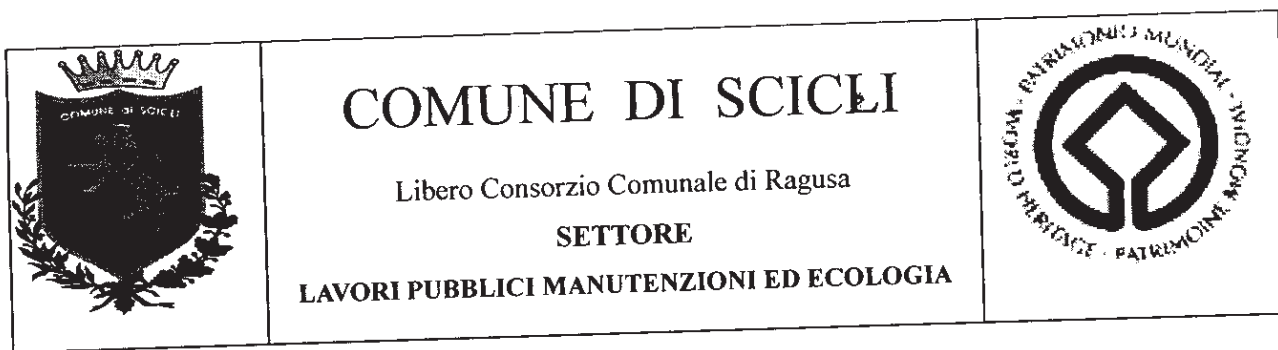 COMUNE DI SCICLI
COMUNE DI SCICLI
Libero Consorzio Comunale di Ragusa
SETTORE
LAVORI PUBBLICI MANUTENZIONI ED ECOLOGIA
WORLD HERITAGE · PATRIMOINE MONDIAL · PATRIMONIO MUNDIAL ·